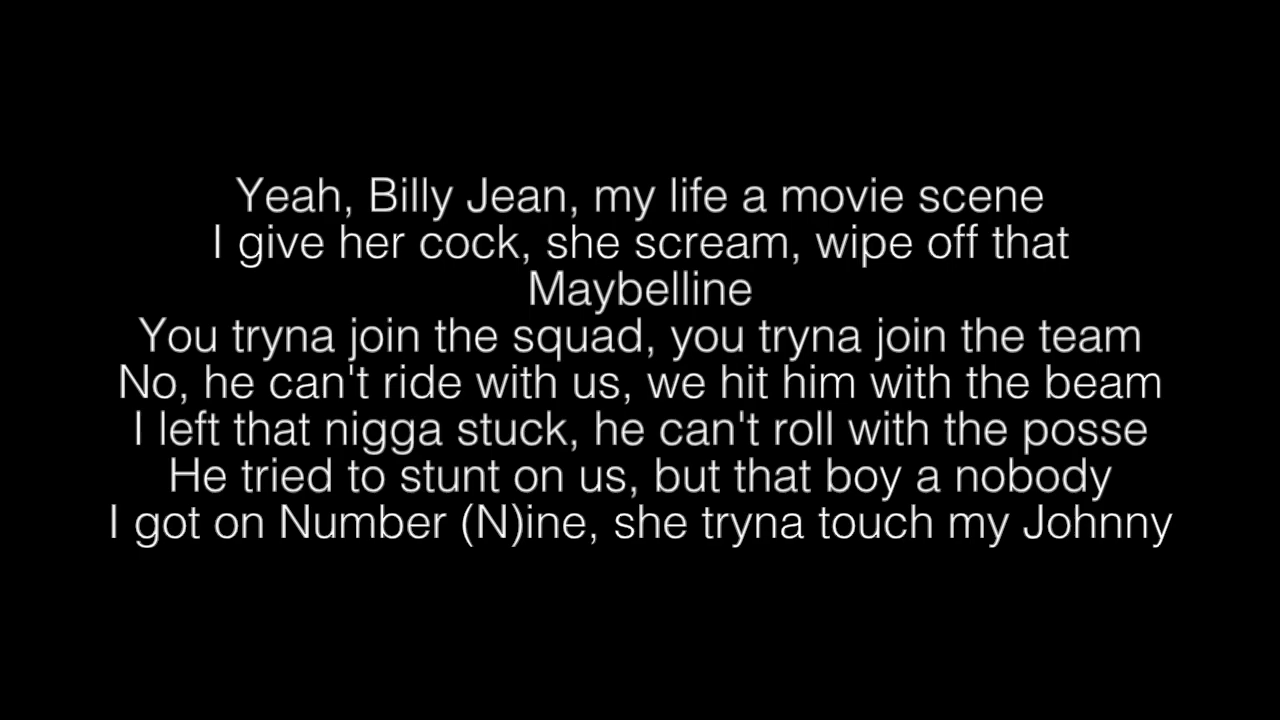 Yeah, Billy Jean, my life a movie scene
I give her cock, she scream, wipe off that
Maybelline
You tryna join the squad, you tryna join the team
No, he can't ride with us, we hit him with the beam
I left that nigga stuck, he can't roll with the posse
He tried to stunt on us, but that boy a nobody
I got on Number (N)ine, she tryna touch my Johnny